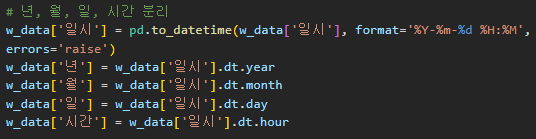 # 년, 월, 일, 시간 분리
w_data['일시'] = pd.to_datetime(w_data['일시'], format='%Y-%m-%d %H:%M',
errors='raise')
w_data['년'] = w_data['일시'].dt.year
w_data['월'] = w_data['일시'].dt.month
w_data['일'] = w_data['일시'].dt.day
w_data['시간'] = w_data['일시'].dt.hour